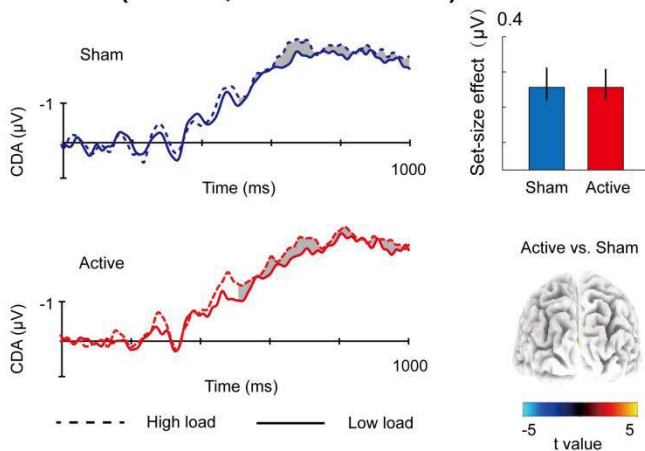 Sham
-1
CDA (μV)
Time (ms)
1000
Active
-1
CDA (μV)
Time (ms)
1000
High load
Low load
0.4
Set-size effect (μV)
Sham
Active
Active vs. Sham
-5
5
t value